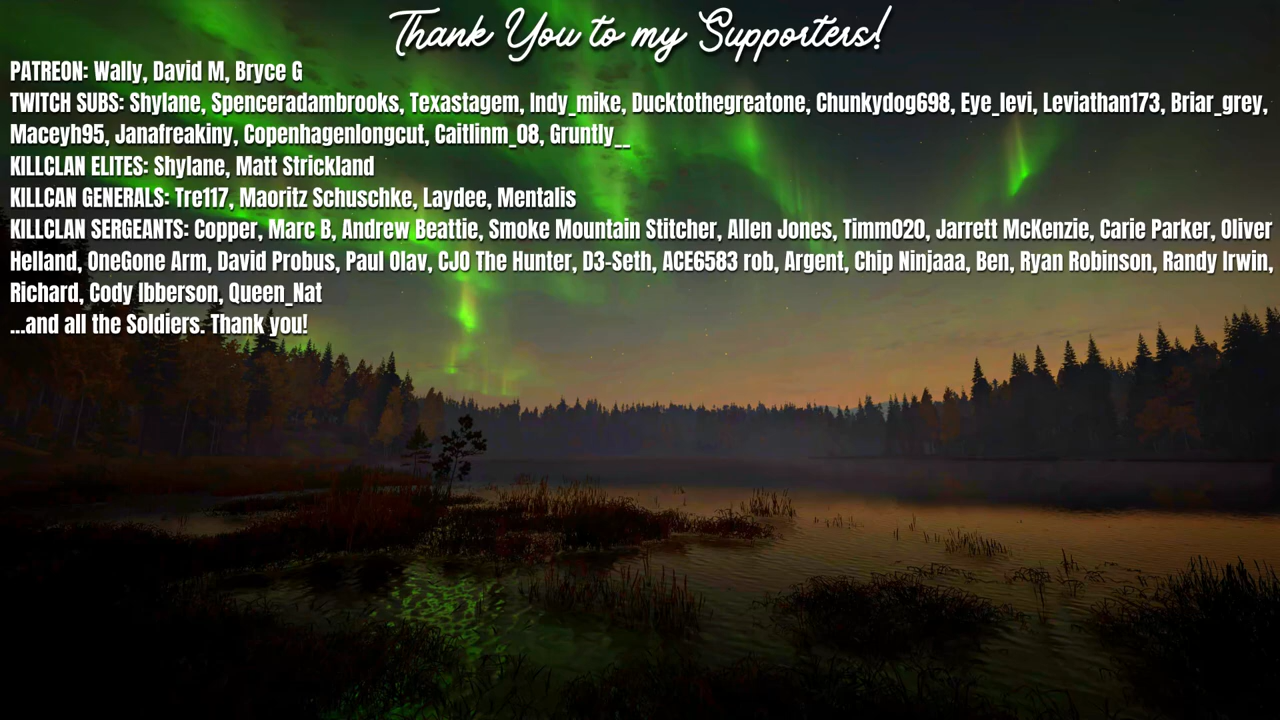 Thank You to my Supporters!
PATREON: Wally, David M, Bryce G
TWITCH SUBS: Shylane, Spenceradambrooks, Texastagem, Indy_mike, Ducktothegreatone, Chunkydog698, Eye_levi, Leviathan173, Briar_grey,
Maceyh95, Janafreakiny, Copenhagenlongcut, Caitlinm_08, Gruntly__
KILLCLAN ELITES: Shylane, Matt Strickland
KILLCAN GENERALS: Tre117, Maoritz Schuschke, Laydee, Mentalis
KILLCLAN SERGEANTS: Copper, Marc B, Andrew Beattie, Smoke Mountain Stitcher, Allen Jones, Timm020, Jarrett McKenzie, Carie Parker, Oliver
Helland, OneGone Arm, David Probus, Paul Olav, CJO The Hunter, D3-Seth, ACE6583 rob, Argent, Chip Ninjaaa, Ben, Ryan Robinson, Randy Irwin,
Richard, Cody Ibberson, Queen_Nat
...and all the Soldiers. Thank you!